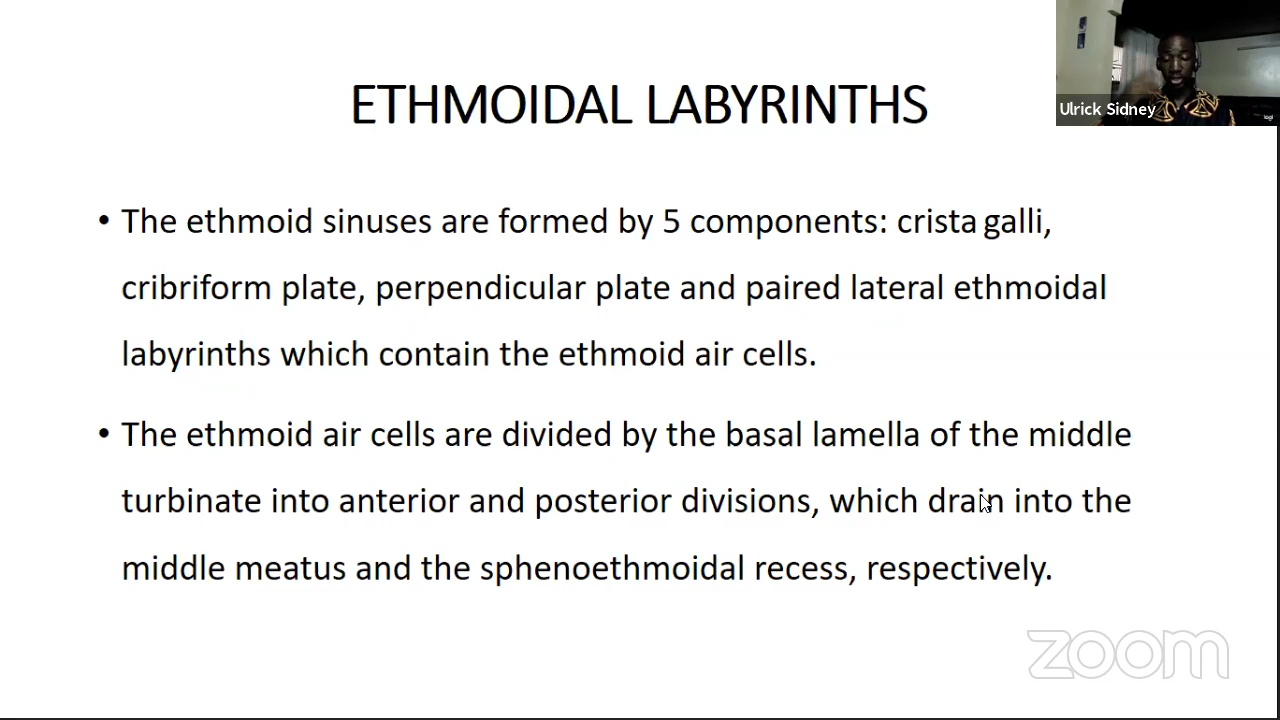 ETHMOIDAL LABYRINTHS
Ulrick Sidney
logi
• The ethmoid sinuses are formed by 5 components: crista galli,
cribriform plate, perpendicular plate and paired lateral ethmoidal
labyrinths which contain the ethmoid air cells.
• The ethmoid air cells are divided by the basal lamella of the middle
turbinate into anterior and posterior divisions, which drain into the
middle meatus and the sphenoethmoidal recess, respectively.
zoom